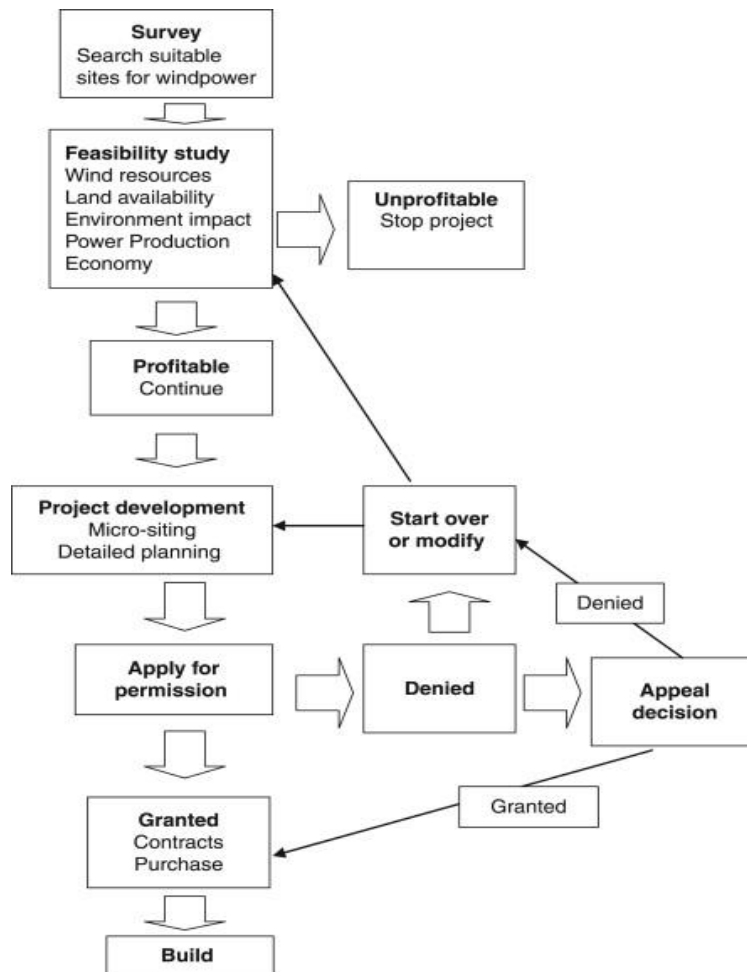 Survey
Search suitable
sites for windpower
Feasibility study
Wind resources
Land availability
Environment impact
Power Production
Economy
Unprofitable
Stop project
Profitable
Continue
Project development
Micro-siting
Detailed planning
Start over
or modify
Denied
Apply for
permission
Denied
Appeal
decision
Granted
Contracts
Purchase
Granted
Build